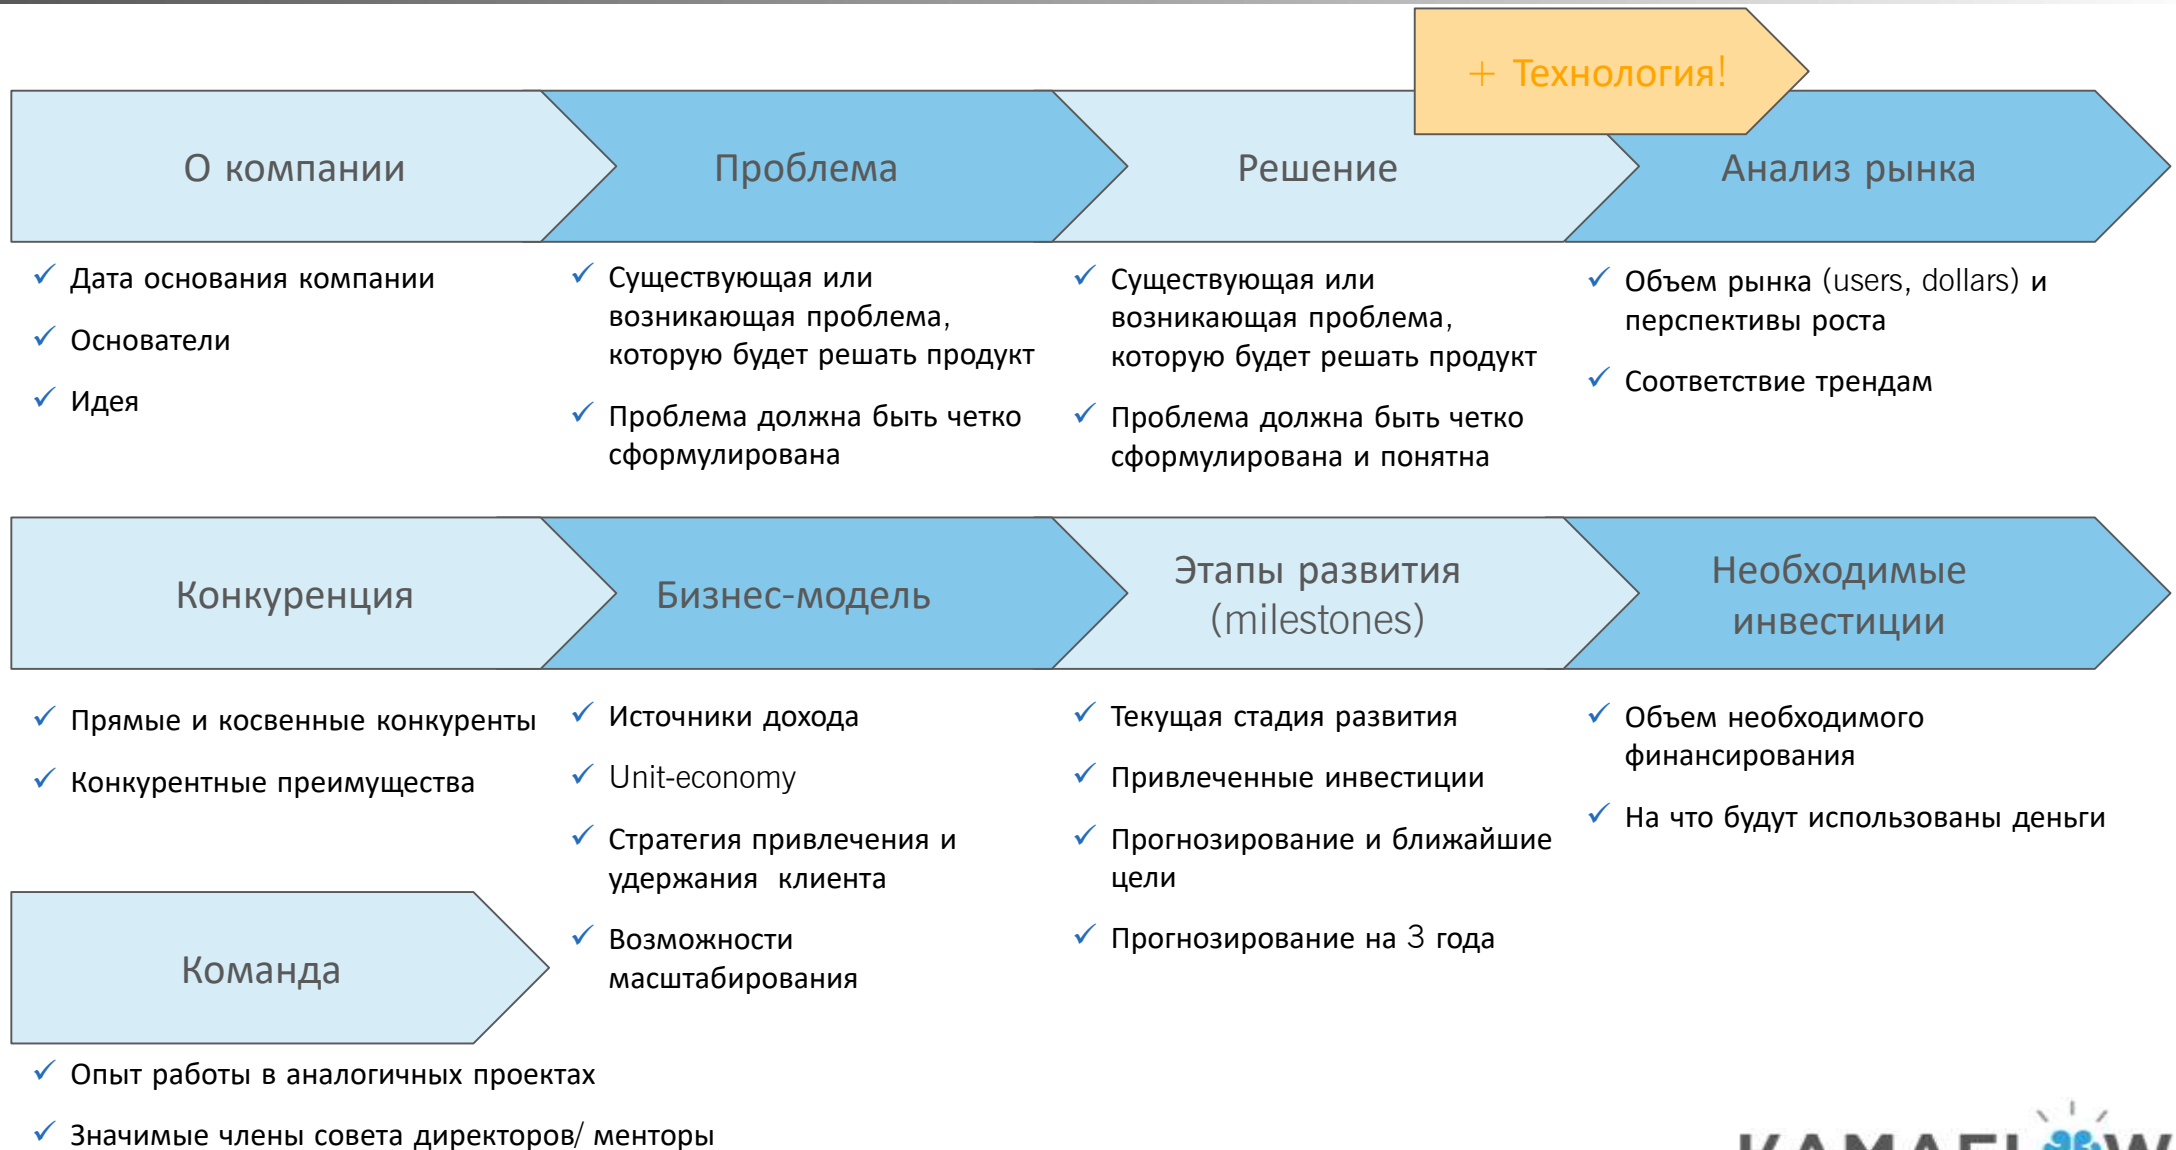 + Технология!
О компании
Проблема
Решение
Анализ рынка
Дата основания компании
Основатели
Идея
Существующая или
возникающая проблема,
которую будет решать продукт
Проблема должна быть четко
сформулирована
Существующая или
возникающая проблема,
которую будет решать продукт
Проблема должна быть четко
сформулирована и понятна
Объем рынка (users, dollars) и
перспективы роста
Соответствие трендам
Конкуренция
Бизнес-модель
Этапы развития
(milestones)
Необходимые
инвестиции
Прямые и косвенные конкуренты
Конкурентные преимущества
Источники дохода
Unit-economy
Стратегия привлечения и
удержания  клиента
Возможности
масштабирования
Текущая стадия развития
Привлеченные инвестиции
Прогнозирование и ближайшие
цели
Прогнозирование на 3 года
Объем необходимого
финансирования
На что будут использованы деньги
Команда
Опыт работы в аналогичных проектах
Значимые члены совета директоров/ менторы
KAMAFLOW